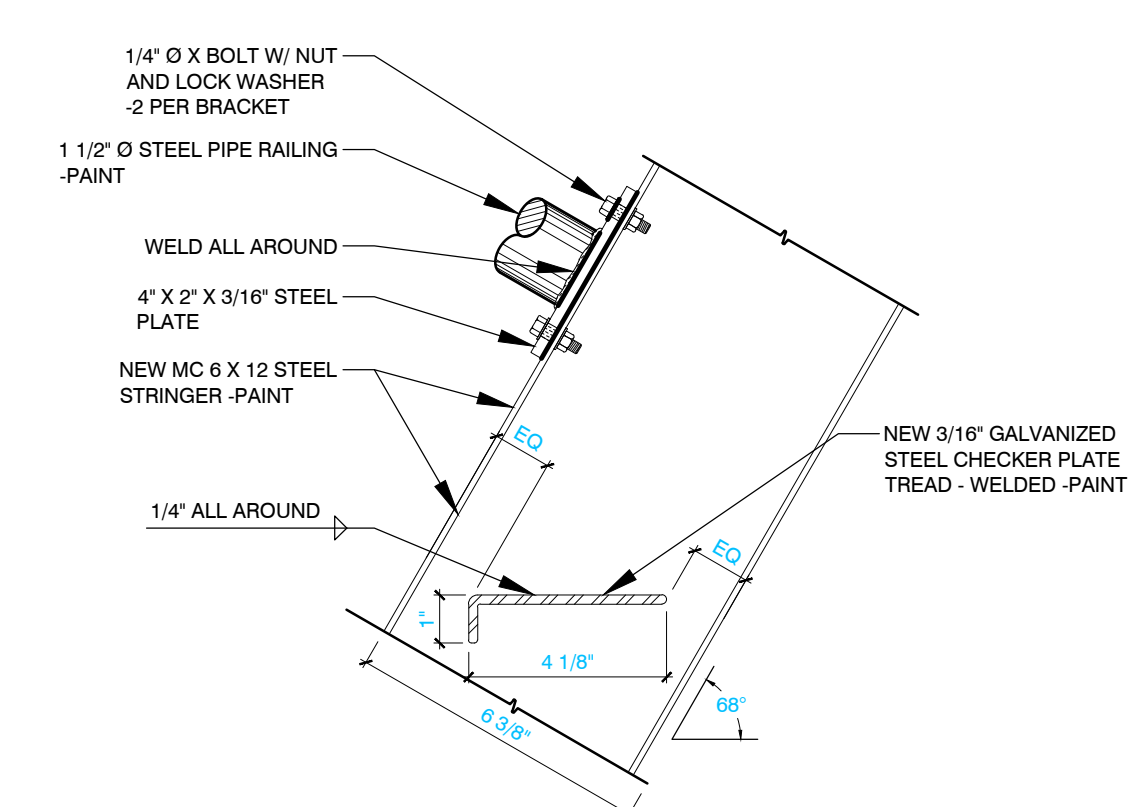 1/4" Ø X BOLT W/ NUT
AND LOCK WASHER
-2 PER BRACKET
1 1/2" Ø STEEL PIPE RAILING
-PAINT
WELD ALL AROUND
4" X 2" X 3/16" STEEL
PLATE
NEW MC 6 X 12 STEEL
STRINGER -PAINT
EQ
NEW 3/16" GALVANIZED
STEEL CHECKER PLATE
TREAD - WELDED -PAINT
1/4" ALL AROUND
EQ
1"
4 1/8"
6 3/8"
68°